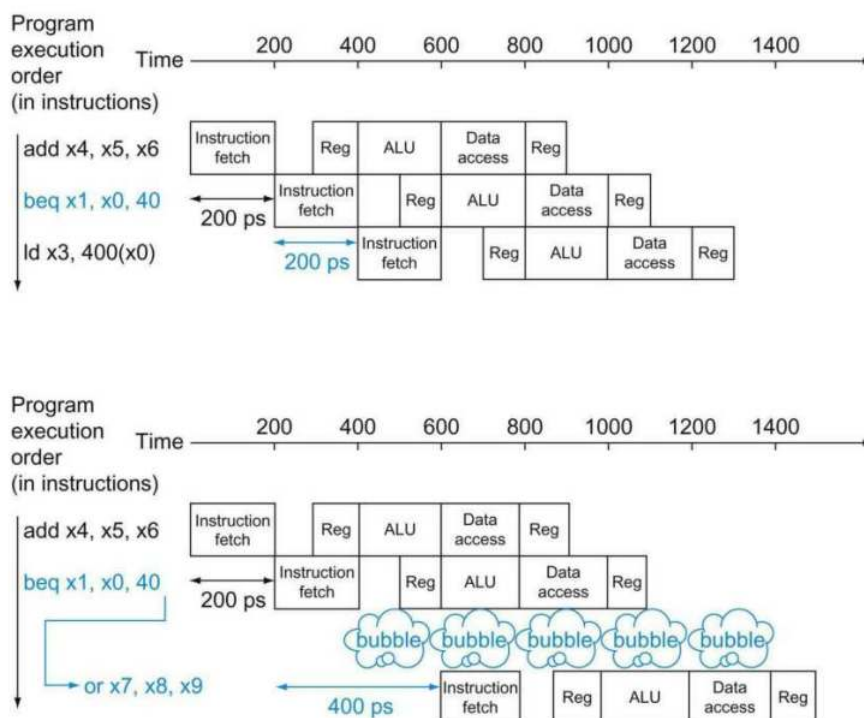 Program
execution
order
(in instructions)
Time
200 400 600 800 1000 1200 1400
add x4, x5, x6
Instruction
fetch
Reg
ALU
Data
access
Reg
beq x1, x0, 40
200 ps
Instruction
fetch
Reg
ALU
Data
access
Reg
ld x3, 400(x0)
200 ps
Instruction
fetch
Reg
ALU
Data
access
Reg
Program
execution
order
(in instructions)
Time
200 400 600 800 1000 1200 1400
add x4, x5, x6
Instruction
fetch
Reg
ALU
Data
access
Reg
beq x1, x0, 40
200 ps
Instruction
fetch
Reg
ALU
Data
access
Reg
bubble bubble bubble bubble bubble
or x7, x8, x9
400 ps
Instruction
fetch
Reg
ALU
Data
access
Reg